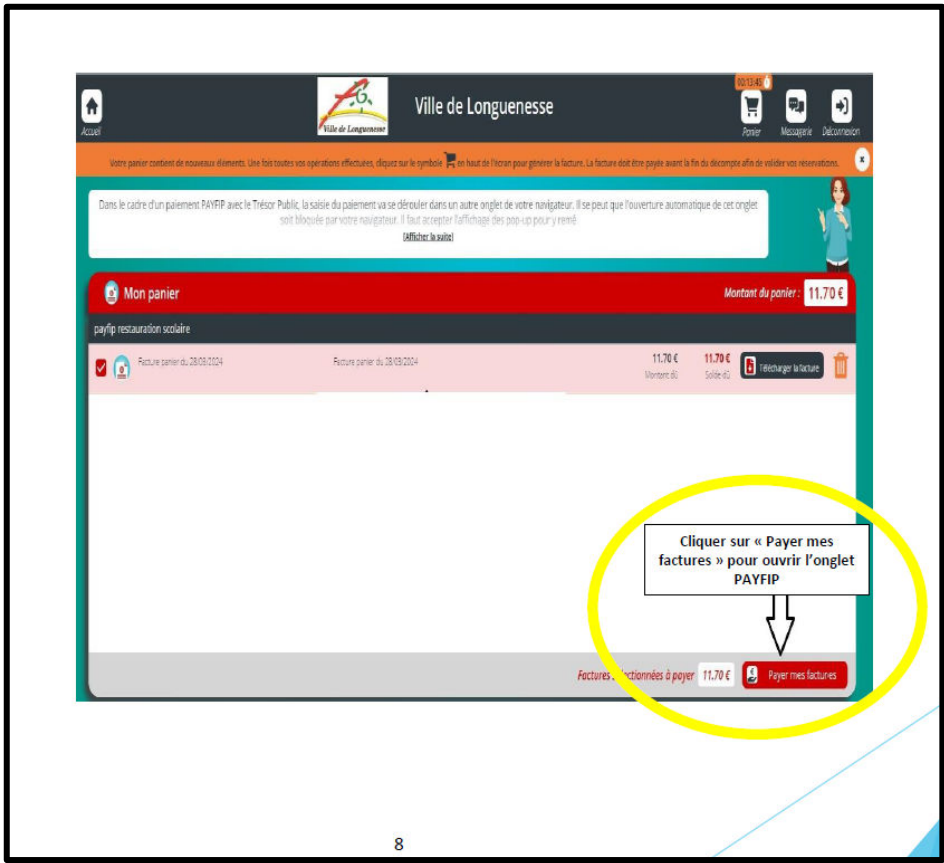 00:13:45
Ville de Longuenesse
Ville de Longuenesse
Accueil
Panier
Messagerie
Déconnexion
Votre panier contient de nouveaux éléments. Une fois toutes vos opérations effectuées, cliquez sur le symbole en haut de l'écran pour générer la facture. La facture doit être payée avant la fin du décompte afin de valider vos réservations.
Dans le cadre d'un paiement PAYFIP avec le Trésor Public, la saisie du paiement va se dérouler dans un autre onglet de votre navigateur. Il se peut que l'ouverture automatique de cet onglet
soit bloquée par votre navigateur. Il faut accepter l'affichage des pop-up pour y remé
[Afficher la suite]
Mon panier
Montant du panier : 11.70 €
payfip restauration scolaire
Facture panier du 28/03/2024
Facture panier du 28/03/2024
11.70 €
Montant dû
11.70 €
Solde dû
Télécharger la facture
Cliquer sur « Payer mes
factures » pour ouvrir l'onglet
PAYFIP
Factures à payer 11.70 €
Payer mes factures
8